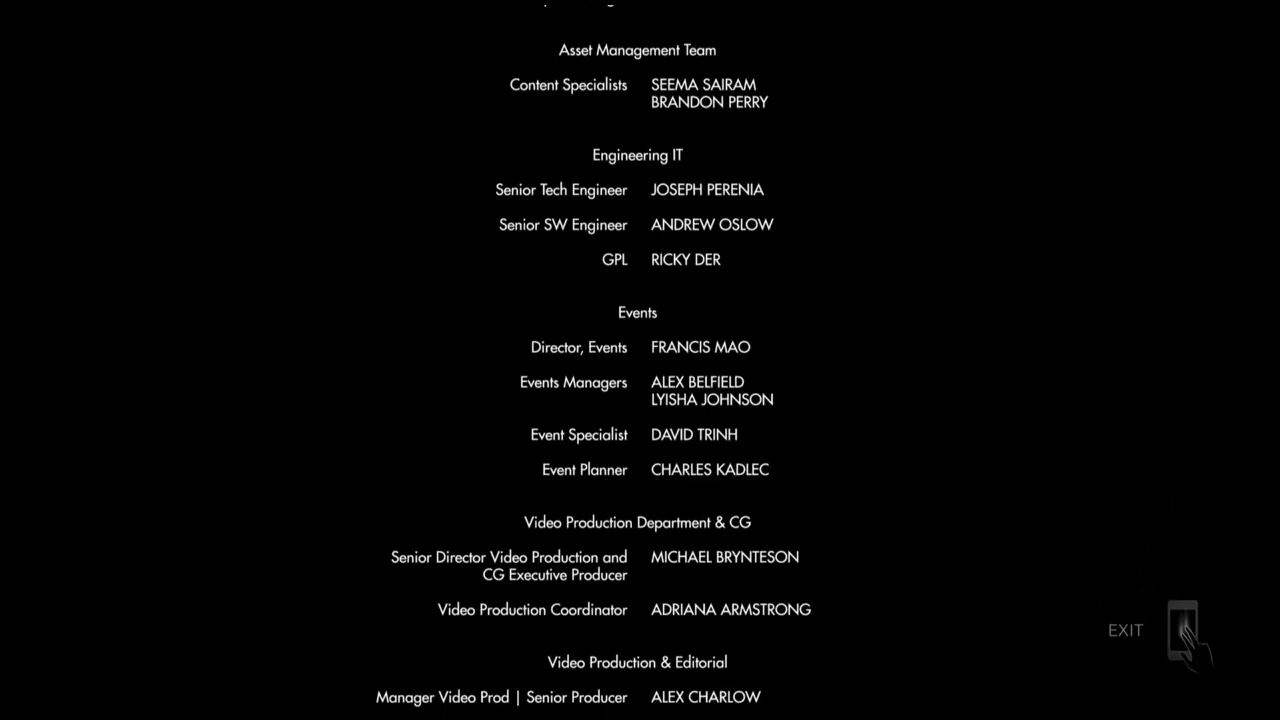 Asset Management Team
Content Specialists SEEMA SAIRAM
BRANDON PERRY
Engineering IT
Senior Tech Engineer JOSEPH PERENIA
Senior SW Engineer ANDREW OSLOW
GPL RICKY DER
Events
Director, Events FRANCIS MAO
Events Managers ALEX BELFIELD
LYISHA JOHNSON
Event Specialist DAVID TRINH
Event Planner CHARLES KADLEC
Video Production Department & CG
Senior Director Video Production and MICHAEL BRYNTESON
CG Executive Producer
Video Production Coordinator ADRIANA ARMSTRONG
EXIT
Video Production & Editorial
Manager Video Prod | Senior Producer ALEX CHARLOW